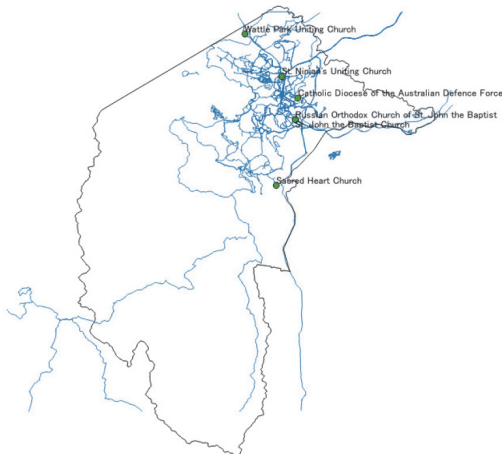 Wattle Park Uniting Church
St. Ninian's Uniting Church
Catholic Diocese of the Australian Defence Force
Russian Orthodox Church of St. John the Baptist
St. John the Baptist Church
Sacred Heart Church